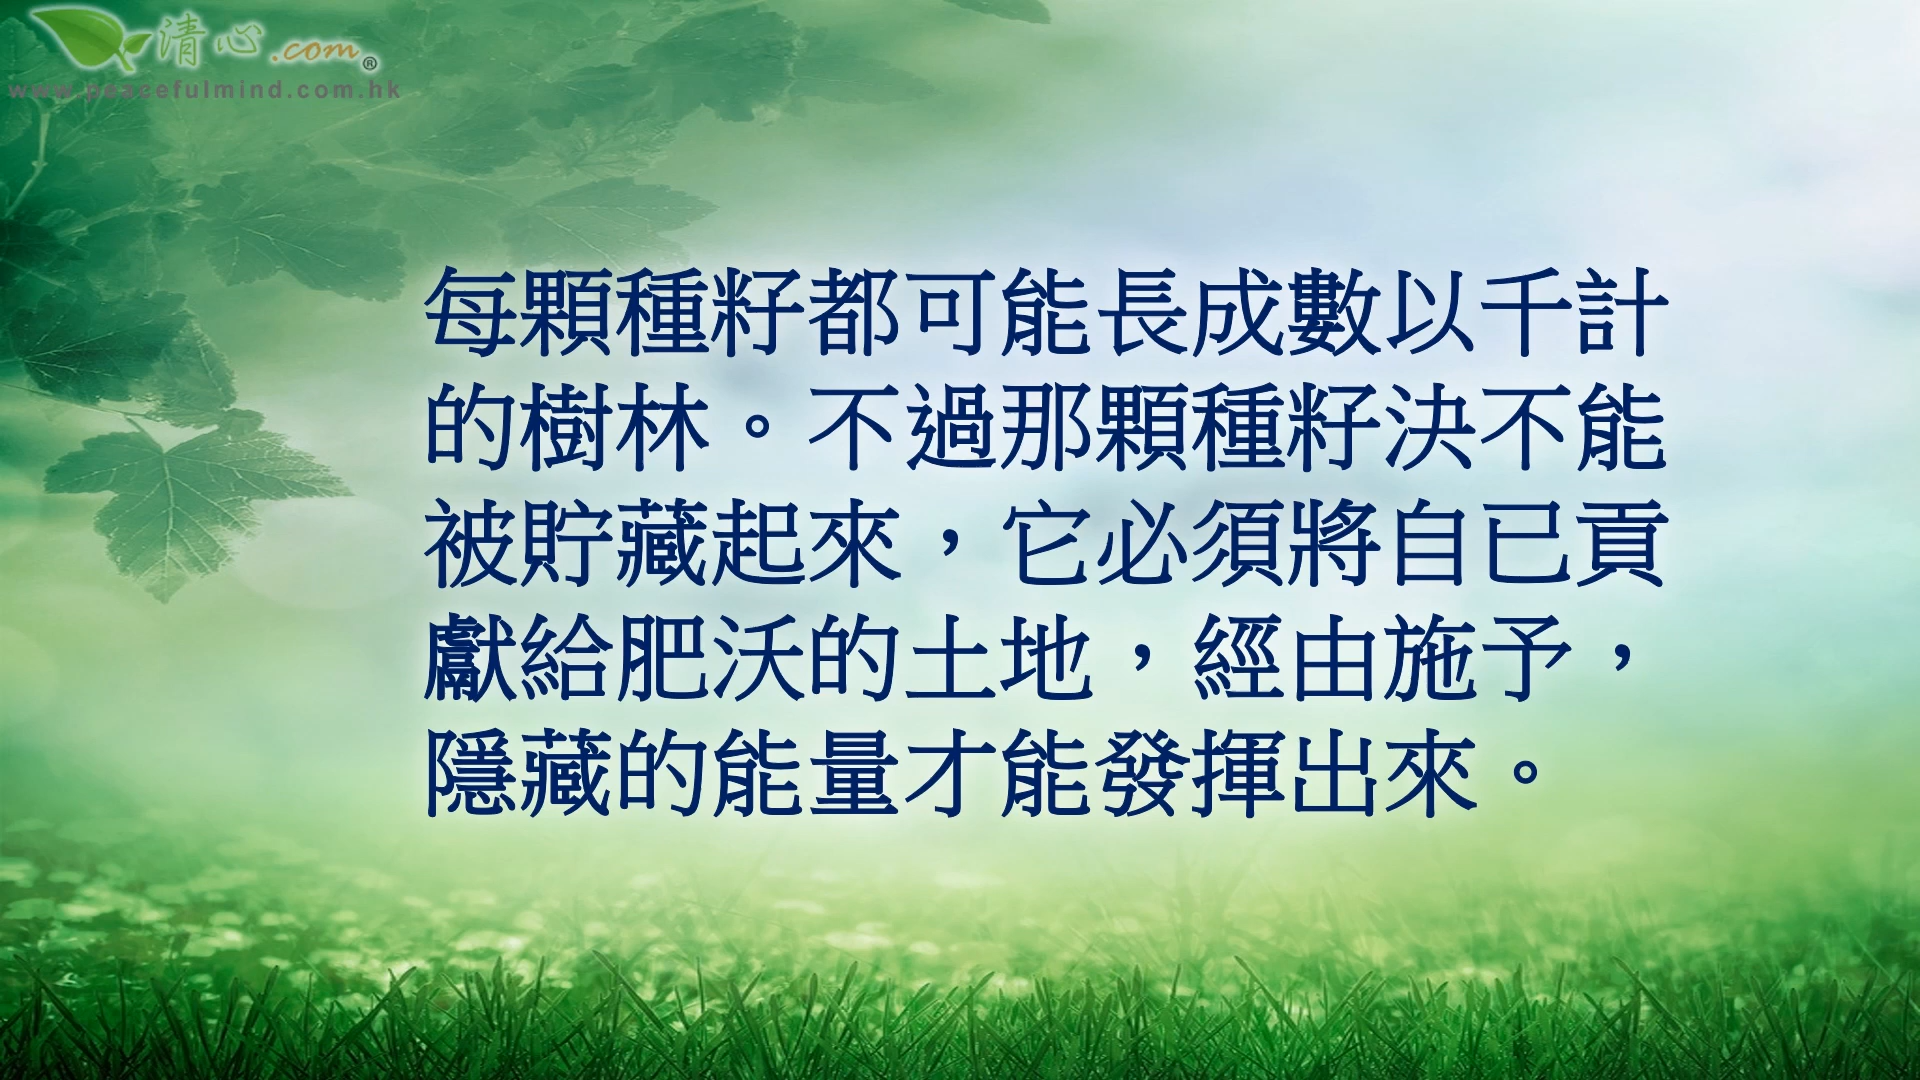 清心.com®
www.peacefulmind.com.hk
每顆種籽都可能長成數以千計
的樹林。不過那顆種籽決不能
被貯藏起來，它必須將自已貢
獻給肥沃的土地，經由施予，
隱藏的能量才能發揮出來。